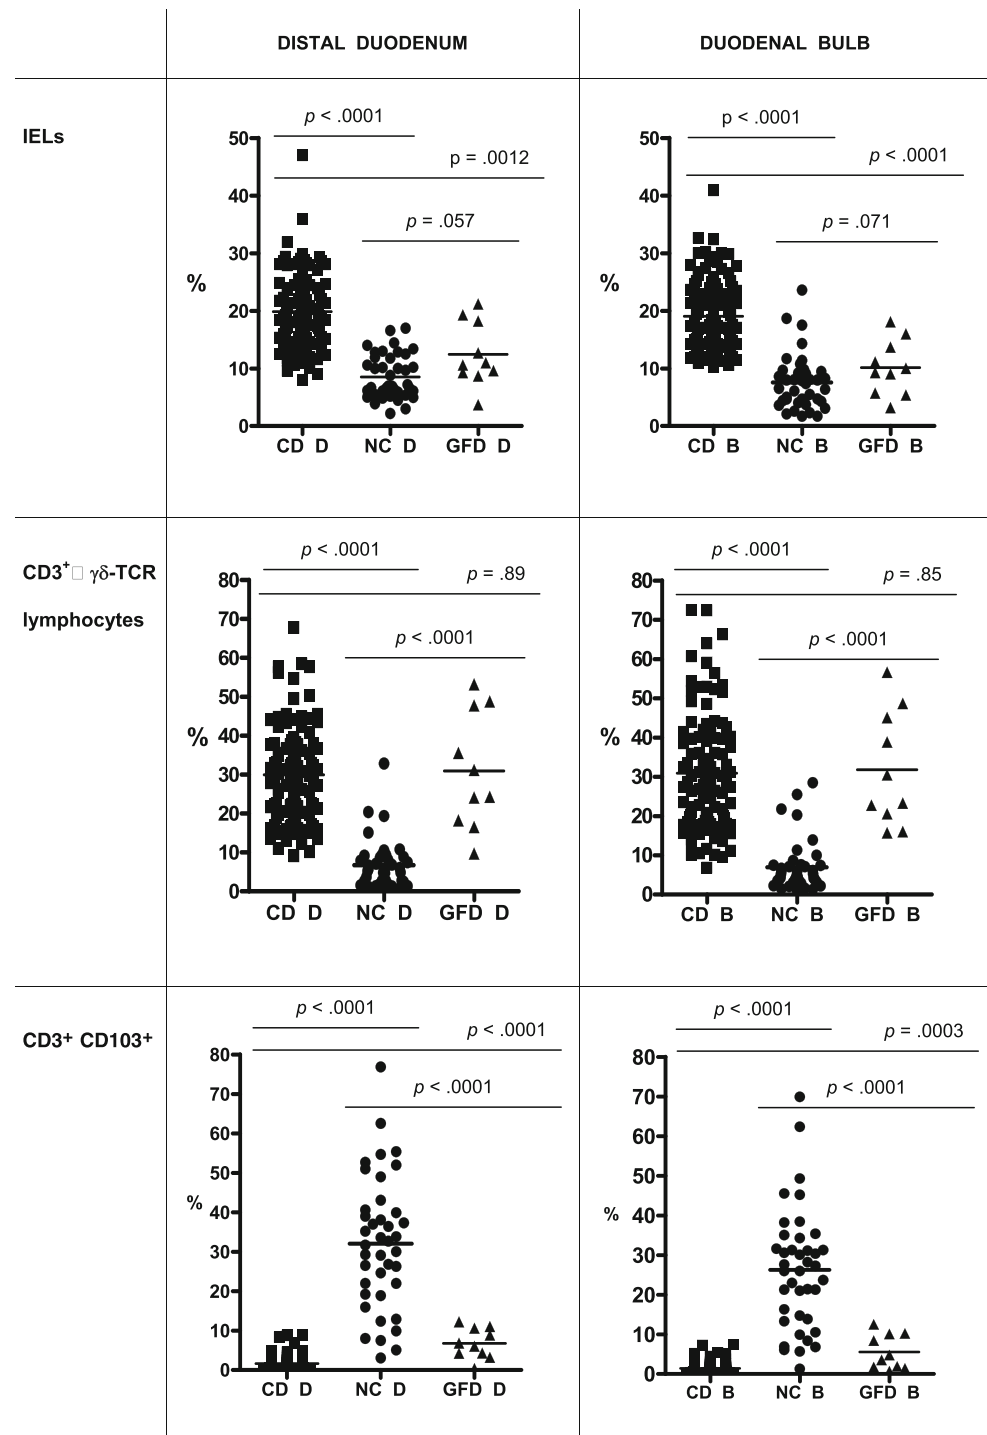 DISTAL DUODENUM
DUODENAL BULB
IELs
p < .0001
p = .0012
p = .057
50
40
30
20
10
0
%
CD D
NC D
GFD D
p < .0001
p < .0001
p = .071
50
40
30
20
10
0
%
CD B
NC B
GFD B
CD3+□ γδ-TCR
lymphocytes
p < .0001
p = .89
p < .0001
80
70
60
50
40
30
20
10
0
%
CD D
NC D
GFD D
p < .0001
p = .85
p < .0001
80
70
60
50
40
30
20
10
0
%
CD B
NC B
GFD B
CD3+ CD103+
p < .0001
p < .0001
p < .0001
80
70
60
50
40
30
20
10
0
%
CD D
NC D
GFD D
p < .0001
p = .0003
p < .0001
80
70
60
50
40
30
20
10
0
%
CD B
NC B
GFD B